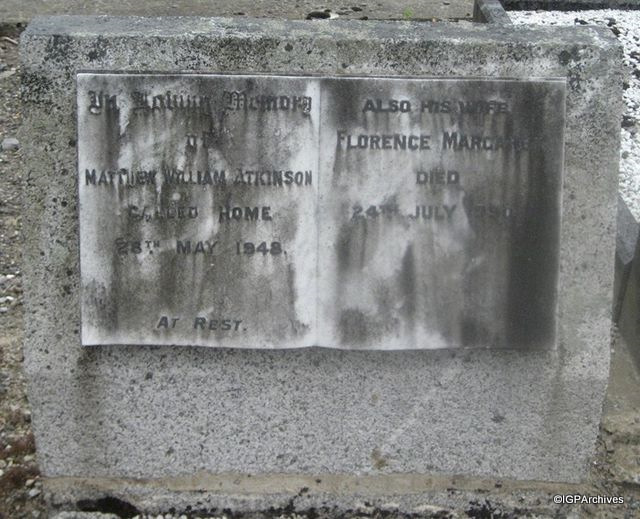 In Loving Memory
of
Matthew William Atkinson
Called Home
28th May 1948.
At Rest.
Also His Wife
Florence Margaret
Died
24th July
©IGPArchives